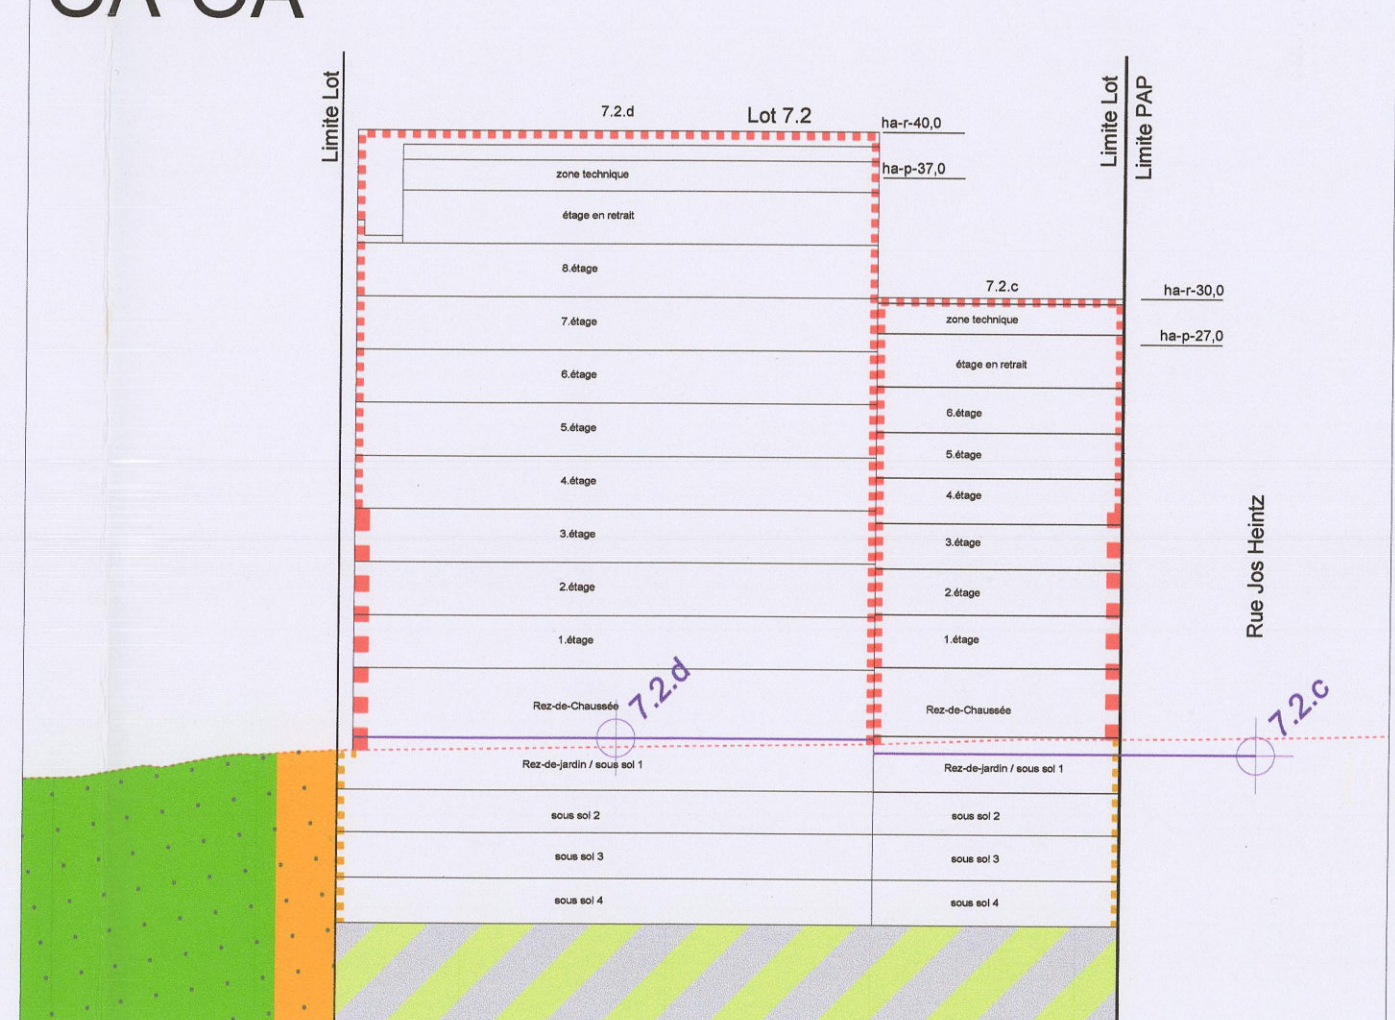 CA-CA
Limite Lot
7.2.d
Lot 7.2
ha-r-40,0
ha-p-37,0
zone technique
étage en retrait
8.étage
7.étage
6.étage
5.étage
4.étage
3.étage
2.étage
1.étage
Rez-de-Chaussée
7.2.d
Rez-de-jardin / sous sol 1
sous sol 2
sous sol 3
sous sol 4
Limite Lot
Limite PAP
7.2.c
ha-r-30,0
ha-p-27,0
zone technique
étage en retrait
6.étage
5.étage
4.étage
3.étage
2.étage
1.étage
Rez-de-Chaussée
Rez-de-jardin / sous sol 1
sous sol 2
sous sol 3
sous sol 4
Rue Jos Heintz
7.2.c